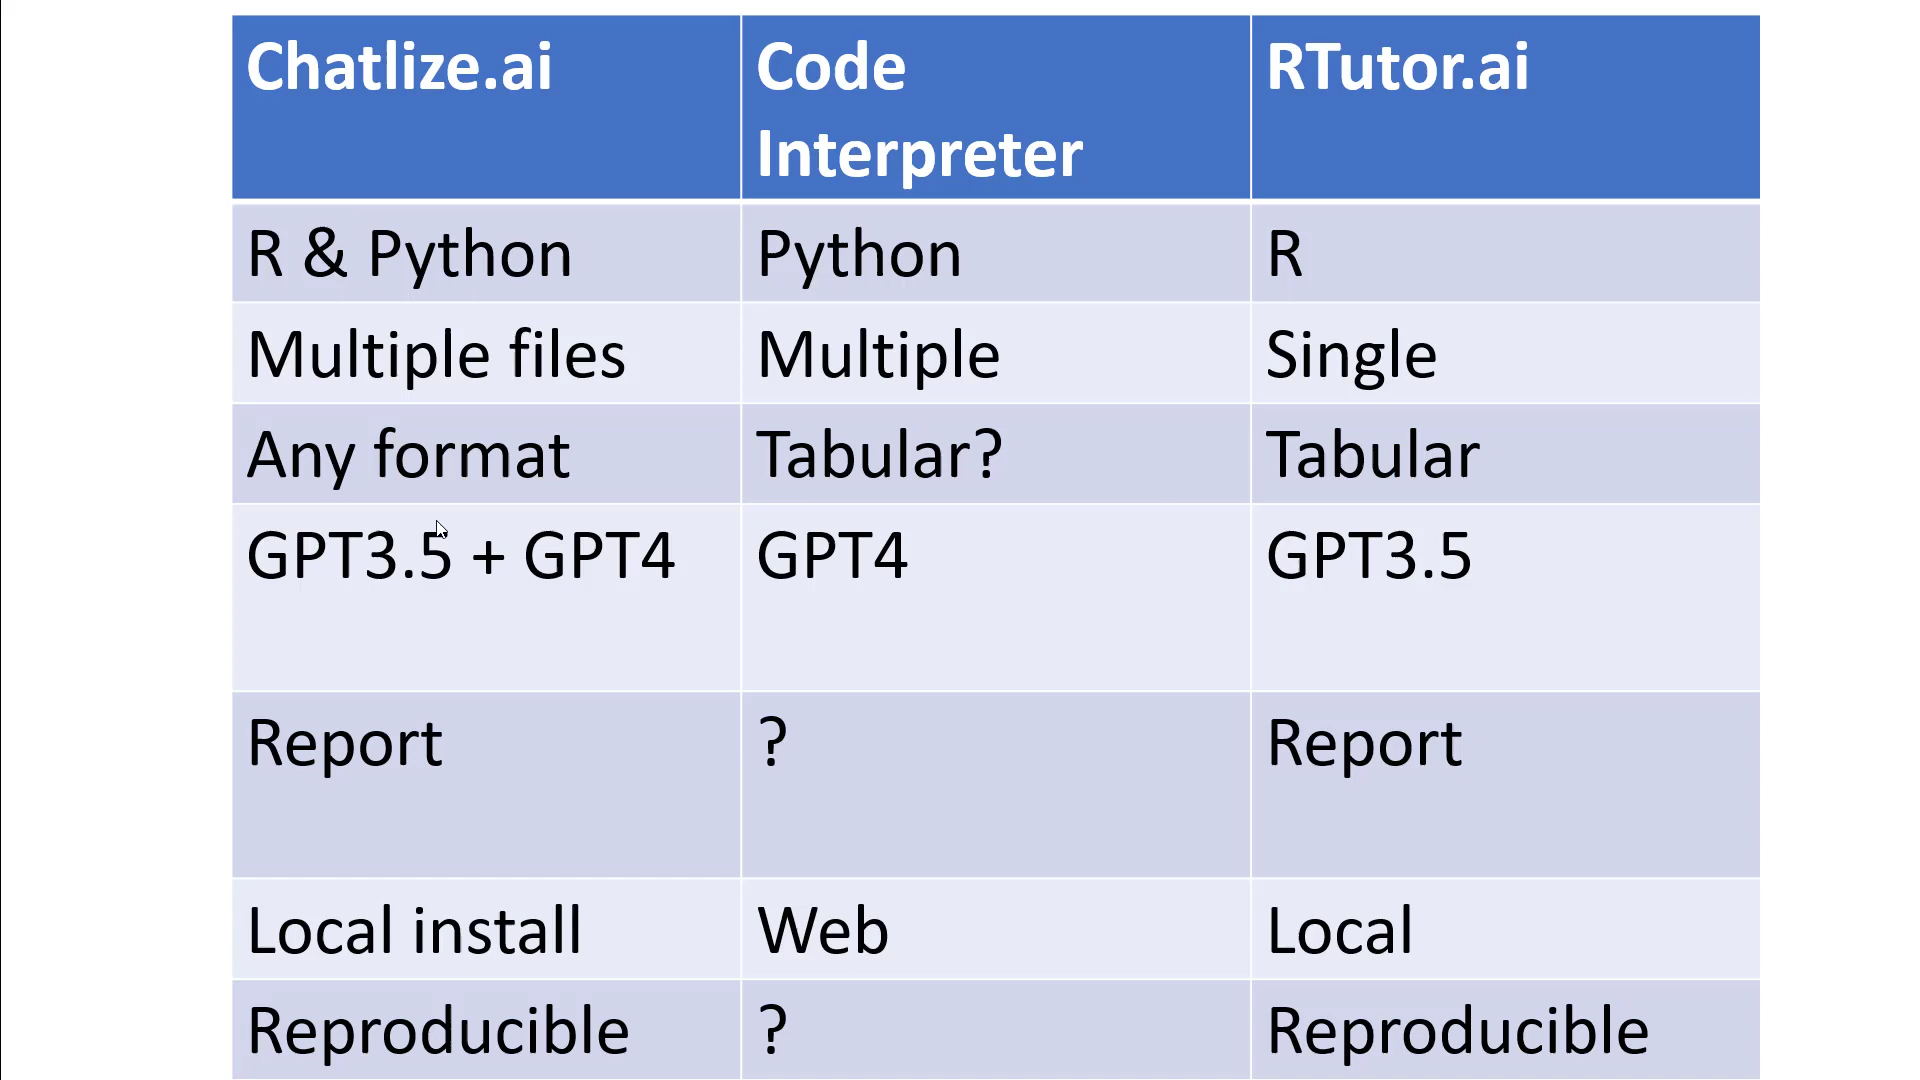 Chatlize.ai
Code
Interpreter
RTutor.ai
R & Python
Python
R
Multiple files
Multiple
Single
Any format
Tabular?
Tabular
GPT3.5 + GPT4
GPT4
GPT3.5
Report
?
Report
Local install
Web
Local
Reproducible
?
Reproducible